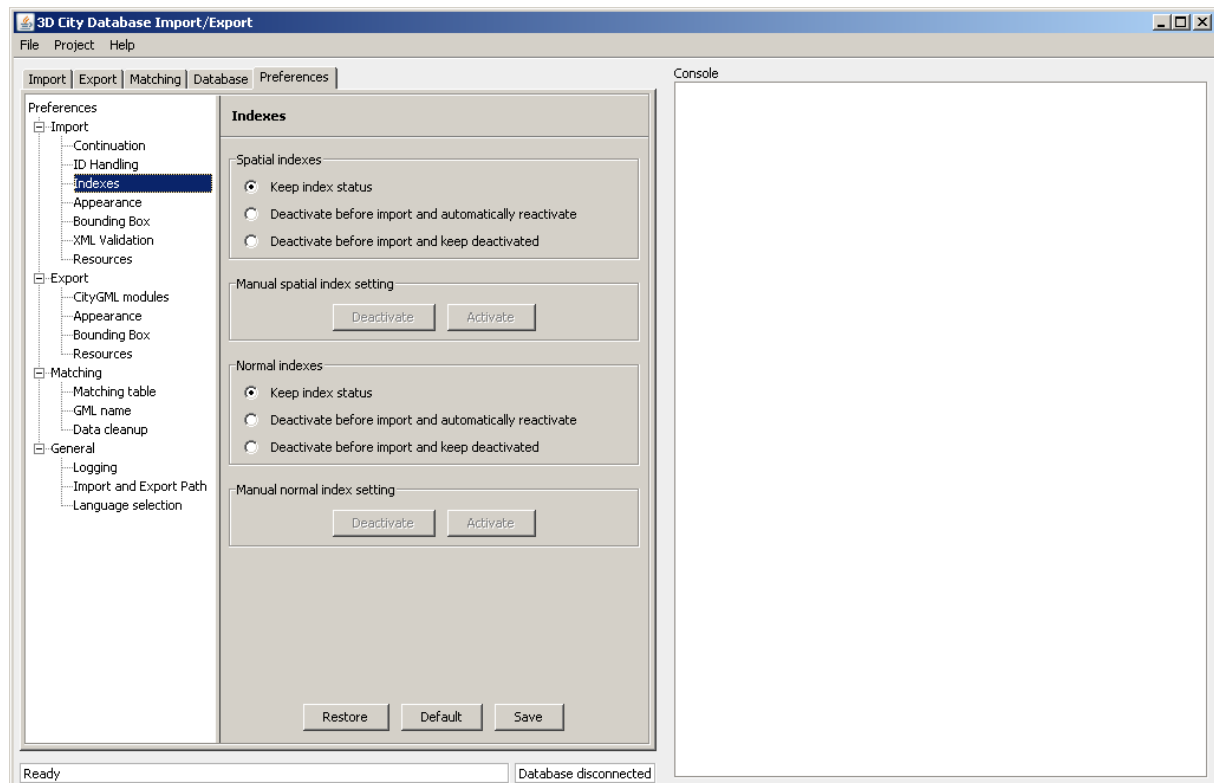 3D City Database Import/Export
File Project Help
Import Export Matching Database Preferences
Console
Preferences
Import
Continuation
ID Handling
Indexes
Appearance
Bounding Box
XML Validation
Resources
Export
CityGML modules
Appearance
Bounding Box
Resources
Matching
Matching table
GML name
Data cleanup
General
Logging
Import and Export Path
Language selection
Indexes
Spatial indexes
Keep index status
Deactivate before import and automatically reactivate
Deactivate before import and keep deactivated
Manual spatial index setting
Deactivate Activate
Normal indexes
Keep index status
Deactivate before import and automatically reactivate
Deactivate before import and keep deactivated
Manual normal index setting
Deactivate Activate
Restore Default Save
Ready Database disconnected